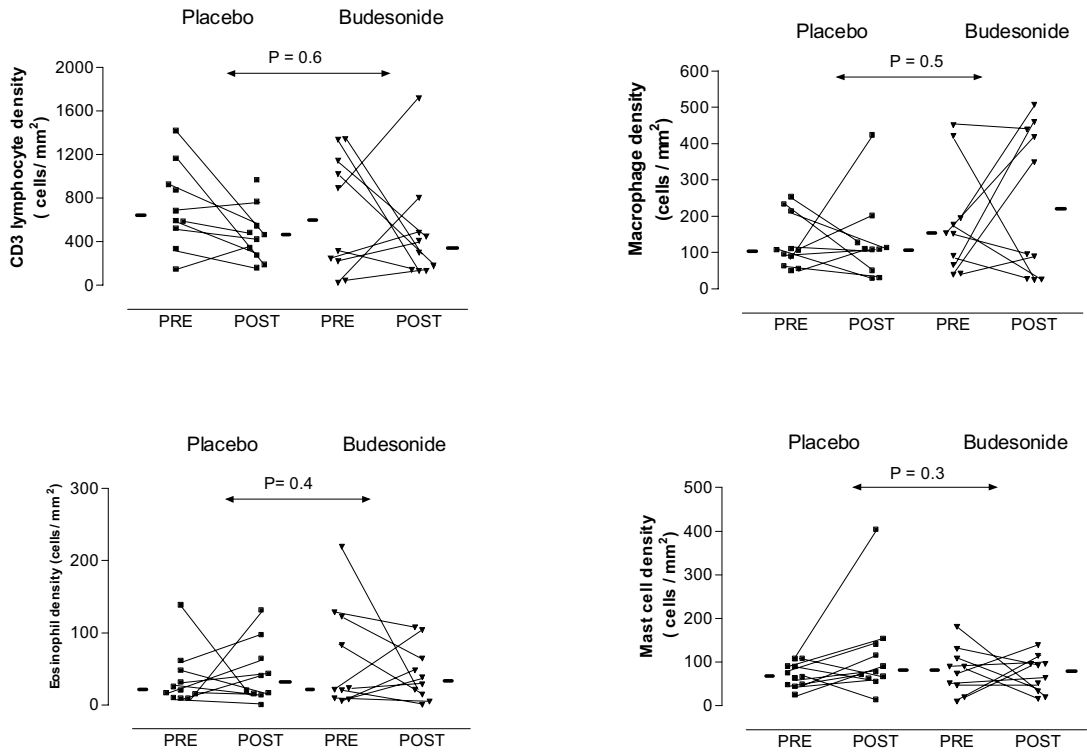 Placebo Budesonide
P = 0.6
CD3 lymphocyte density
( cells/ mm2)
2000
1600
1200
800
400
0
PRE POST PRE POST
Placebo Budesonide
P = 0.5
Macrophage density
(cells / mm2)
600
500
400
300
200
100
0
PRE POST PRE POST
Placebo Budesonide
P= 0.4
Eosinophil density (cells/ mm2)
300
200
100
0
PRE POST PRE POST
Placebo Budesonide
P = 0.3
Mast cell density
( cells / mm2)
500
400
300
200
100
0
PRE POST PRE POST